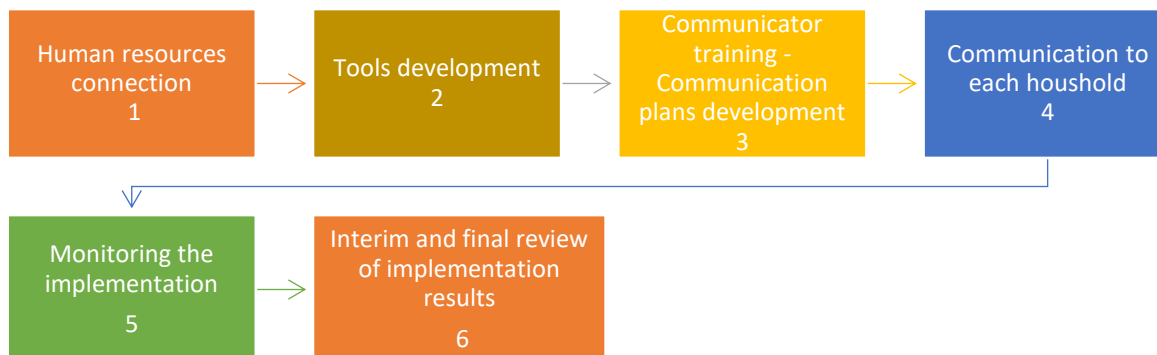 Human resources
connection
1
Tools development
2
Communicator
training -
Communication
plans development
3
Communication to
each houshold
4
Monitoring the
implementation
5
Interim and final review
of implementation
results
6